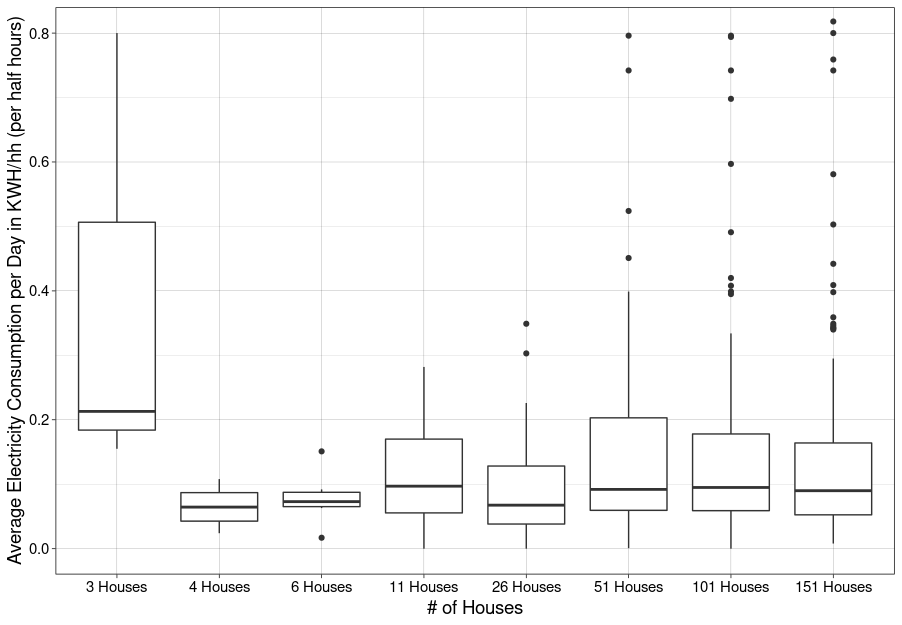 Average Electricity Consumption per Day in KWH/hh (per half hours)
0.8
0.6
0.4
0.2
0.0
3 Houses 4 Houses 6 Houses 11 Houses 26 Houses 51 Houses 101 Houses 151 Houses
# of Houses